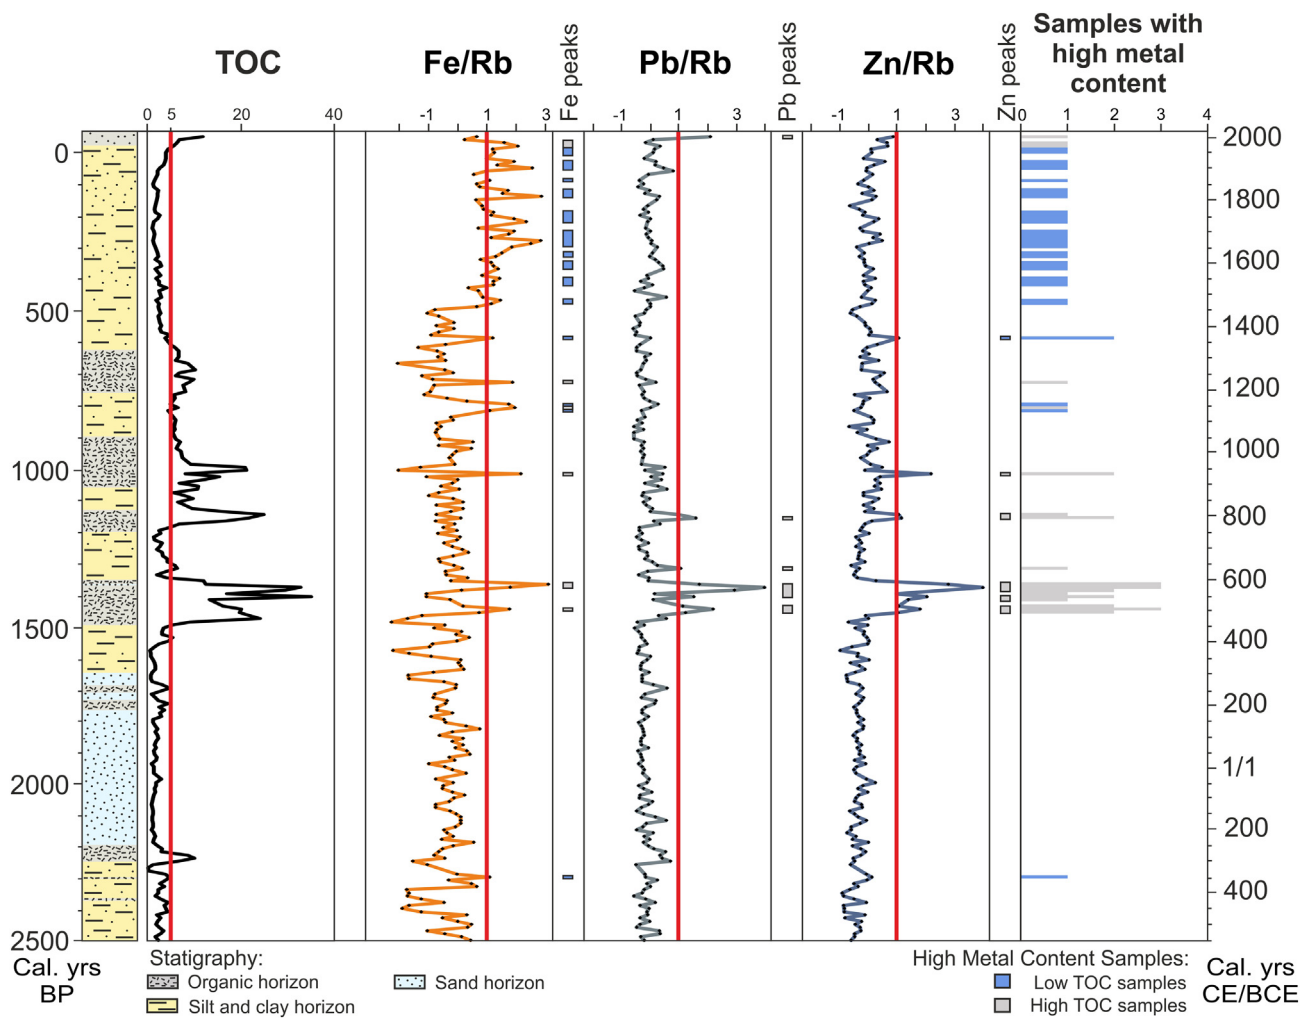 TOC
Fe/Rb
Fe peaks
Pb/Rb
Pb peaks
Zn/Rb
Zn peaks
Samples with
high metal
content
0 5 20 40
-1 1 3
-1 1 3
-1 1 3
0 1 2 3 4
0
500
1000
1500
2000
2500
2000
1800
1600
1400
1200
1000
800
600
400
200
1/1
200
400
Cal. yrs
BP
Statigraphy:
Organic horizon
Silt and clay horizon
Sand horizon
High Metal Content Samples:
Low TOC samples
High TOC samples
Cal. yrs
CE/BCE